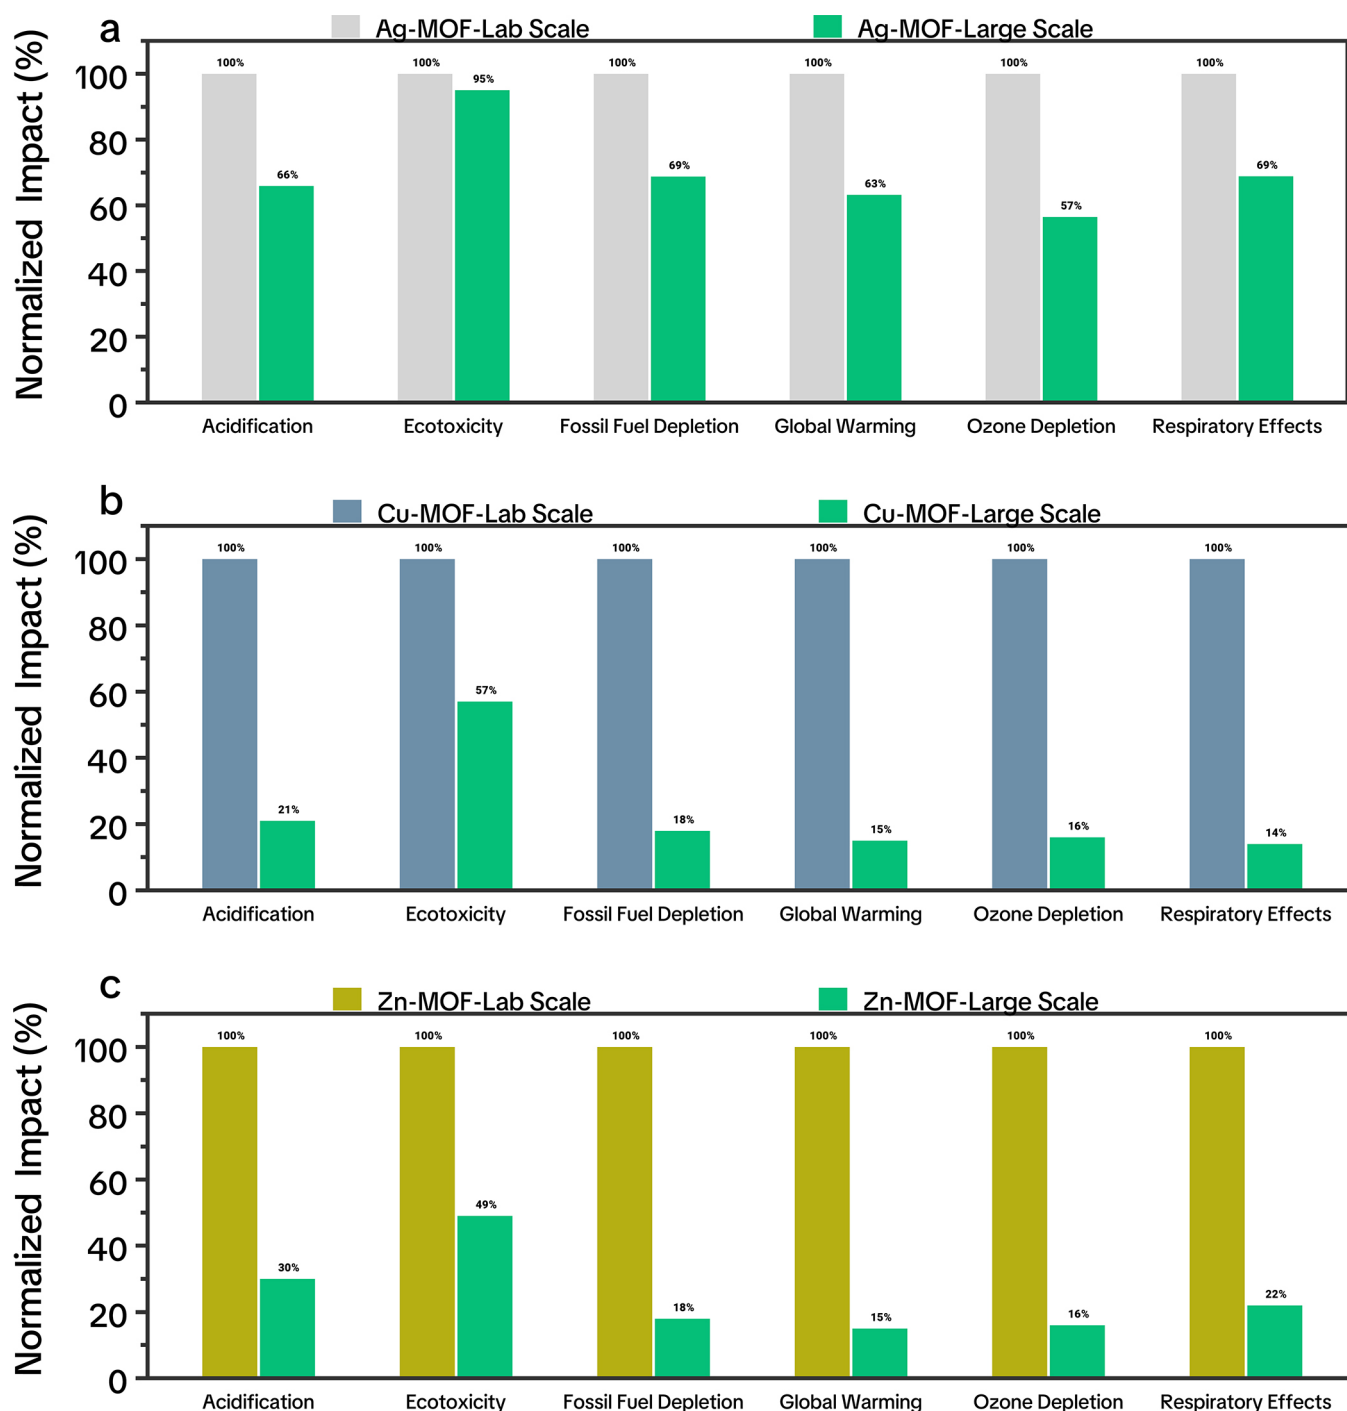 a
Ag-MOF-Lab Scale
Ag-MOF-Large Scale
Normalized Impact (%)
100
80
60
40
20
0
100%
66%
100%
95%
100%
69%
100%
63%
100%
57%
100%
69%
Acidification
Ecotoxicity
Fossil Fuel Depletion
Global Warming
Ozone Depletion
Respiratory Effects
b
Cu-MOF-Lab Scale
Cu-MOF-Large Scale
Normalized Impact (%)
100
80
60
40
20
0
100%
21%
100%
57%
100%
18%
100%
15%
100%
16%
100%
14%
Acidification
Ecotoxicity
Fossil Fuel Depletion
Global Warming
Ozone Depletion
Respiratory Effects
c
Zn-MOF-Lab Scale
Zn-MOF-Large Scale
Normalized Impact (%)
100
80
60
40
20
0
100%
30%
100%
49%
100%
18%
100%
15%
100%
16%
100%
22%
Acidification
Ecotoxicity
Fossil Fuel Depletion
Global Warming
Ozone Depletion
Respiratory Effects